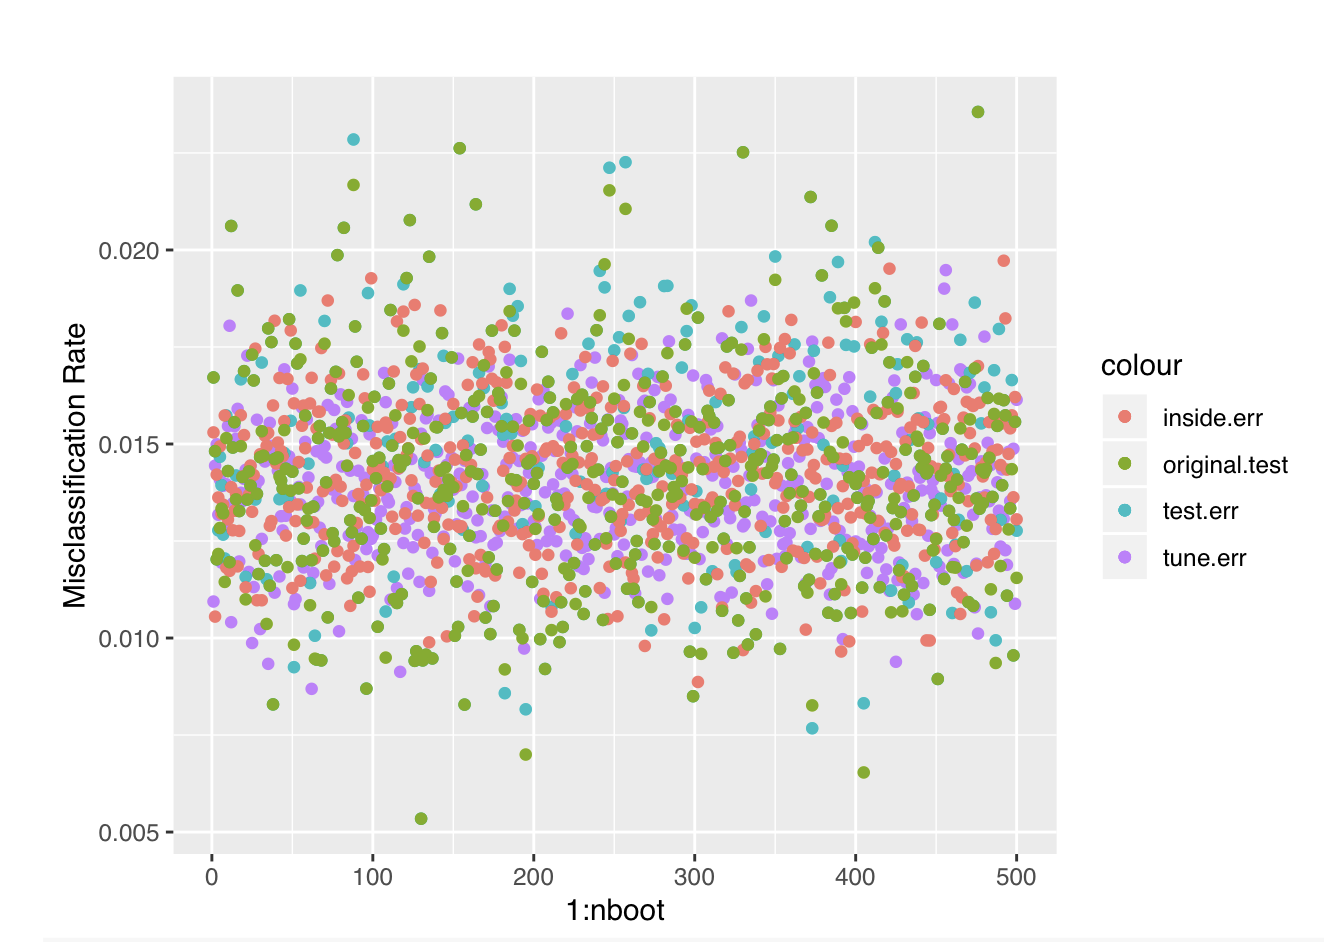 Misclassification Rate
0.020
0.015
0.010
0.005
0 100 200 300 400 500
1:nboot
colour
inside.err
original.test
test.err
tune.err